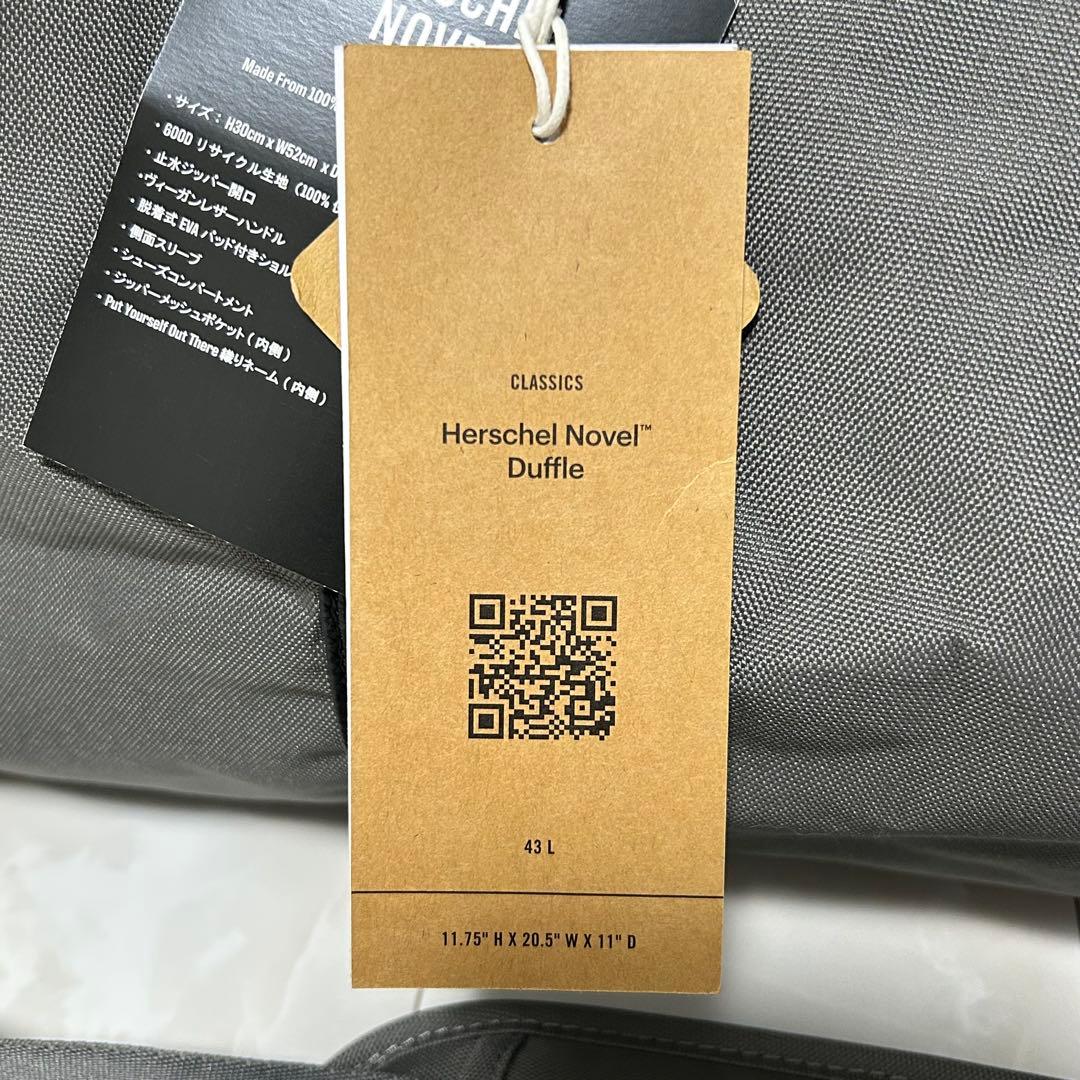 Made From 100%
・サイズ: H30cm x W52cm x D
・600D リサイクル生地 (100%
・止水ジッパー開口
・ヴィーガンレザーハンドル
・脱着式 EVA パッド付きショル
・側面スリーブ
・シューズコンパートメント
・ジッパーメッシュポケット (内側)
・Put Yourself Out There 織りネーム (内側)
CLASSICS
Herschel Novel™
Duffle
43 L
11.75" H X 20.5" W X 11" D